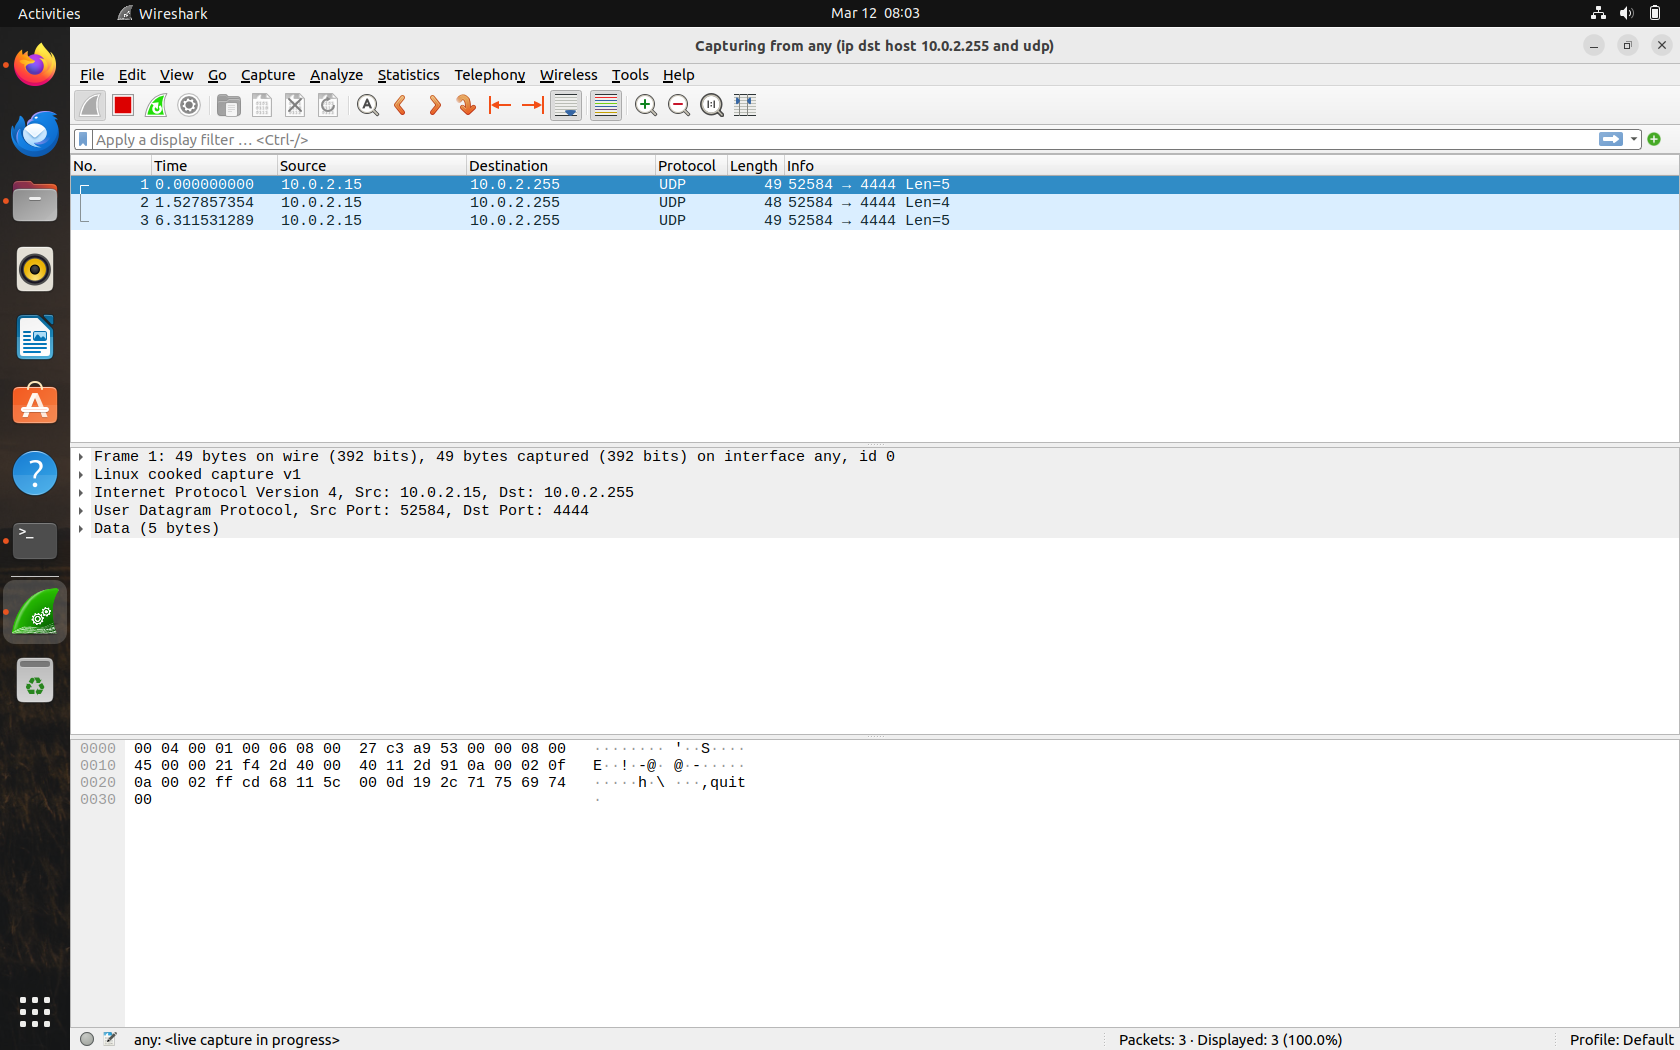 Activities Wireshark Mar 12 08:03
Capturing from any (ip dst host 10.0.2.255 and udp)
File Edit View Go Capture Analyze Statistics Telephony Wireless Tools Help
Apply a display filter … <Ctrl-/>
No. Time Source Destination Protocol Length Info
1 0.000000000 10.0.2.15 10.0.2.255 UDP 49 52584 → 4444 Len=5
2 1.527857354 10.0.2.15 10.0.2.255 UDP 48 52584 → 4444 Len=4
3 6.311531289 10.0.2.15 10.0.2.255 UDP 49 52584 → 4444 Len=5
Frame 1: 49 bytes on wire (392 bits), 49 bytes captured (392 bits) on interface any, id 0
Linux cooked capture v1
Internet Protocol Version 4, Src: 10.0.2.15, Dst: 10.0.2.255
User Datagram Protocol, Src Port: 52584, Dst Port: 4444
Data (5 bytes)
0000 00 04 00 01 00 06 08 00 27 c3 a9 53 00 00 08 00 ········ '··S····
0010 45 00 00 21 f4 2d 40 00 40 11 2d 91 0a 00 02 0f E··!·-@· @·-·····
0020 0a 00 02 ff cd 68 11 5c 00 0d 19 2c 71 75 69 74 ·····h·\ ···,quit
0030 00 ·
any: <live capture in progress> Packets: 3 · Displayed: 3 (100.0%) Profile: Default